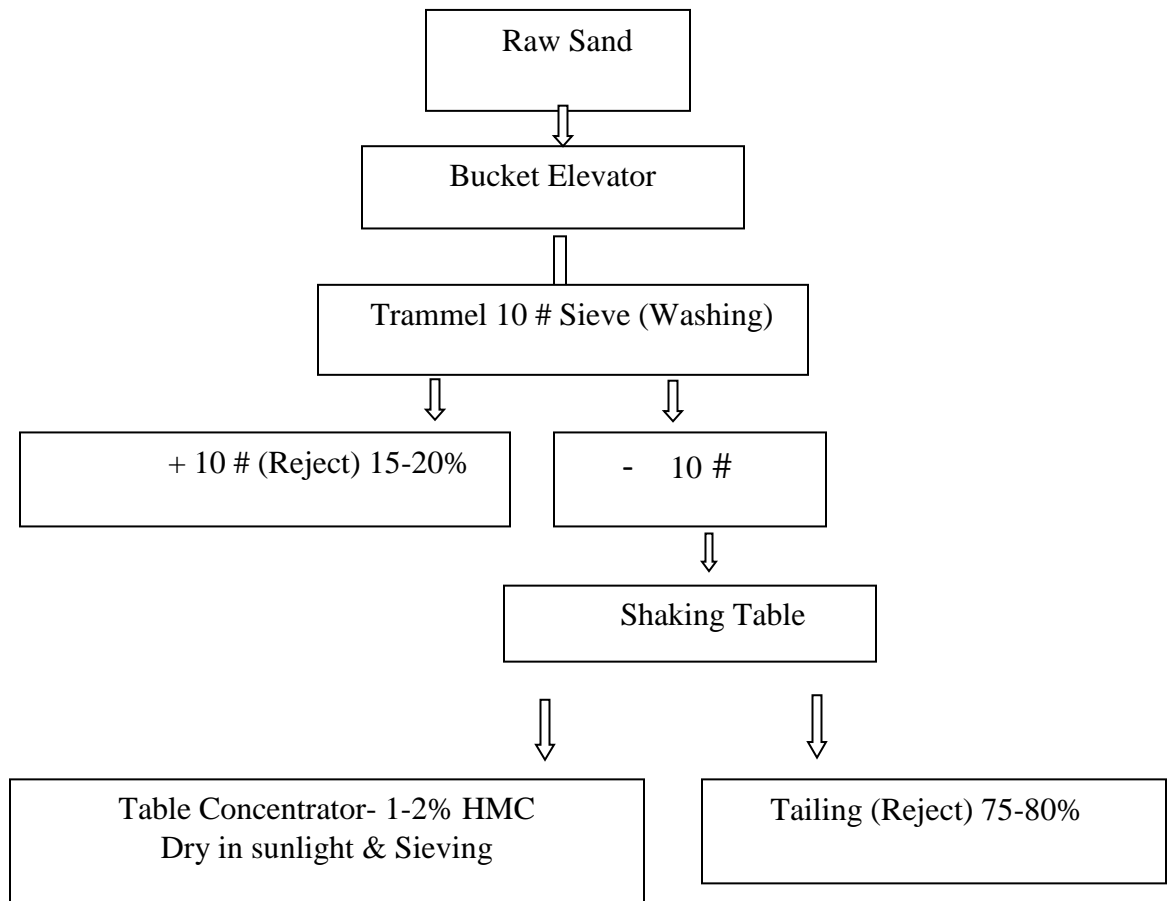 Raw Sand
Bucket Elevator
Trammel 10 # Sieve (Washing)
+ 10 # (Reject) 15-20%
- 10 #
Shaking Table
Table Concentrator- 1-2% HMC
Dry in sunlight & Sieving
Tailing (Reject) 75-80%